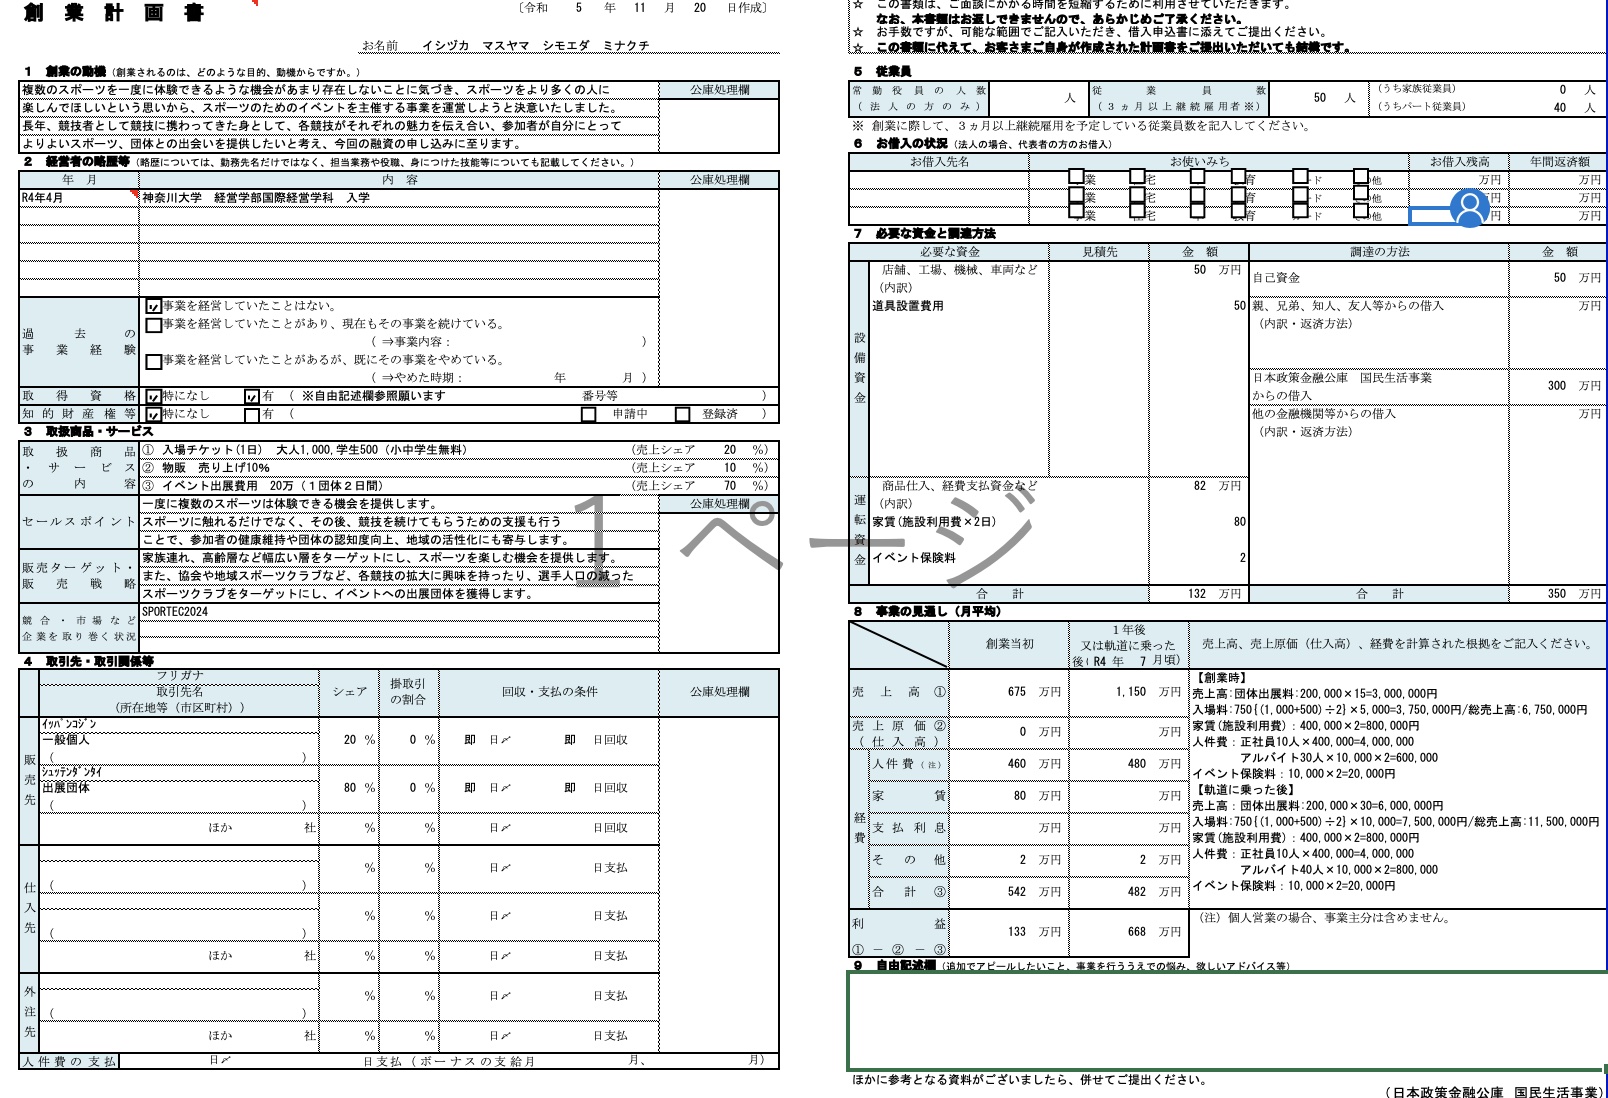 創業計画書
〔令和 5 年 11 月 20 日作成〕
お名前 イシヅカ マスヤマ シモエダ ミナクチ
1 創業の動機（創業されるのは、どのような目的、動機からですか。）
公庫処理欄
複数のスポーツを一度に体験できるような機会があまり存在しないことに気づき、スポーツをより多くの人に
楽しんでほしいという思いから、スポーツのためのイベントを主催する事業を運営しようと決意いたしました。
長年、競技者として競技に携わってきた身として、各競技がそれぞれの魅力を伝え合い、参加者が自分にとって
よりよいスポーツ、団体との出会いを提供したいと考え、今回の融資の申し込みに至ります。
2 経営者の略歴等（略歴については、勤務先名だけではなく、担当業務や役職、身につけた技能等についても記載してください。）
年 月 内 容 公庫処理欄
R4年4月 神奈川大学 経営学部国際経営学科 入学
過去の事業経験
事業を経営していたことはない。
事業を経営していたことがあり、現在もその事業を続けている。
（⇒事業内容： ）
事業を経営していたことがあるが、既にその事業をやめている。
（⇒やめた時期： 年 月 ）
取得資格 特になし 有 （ ※自由記述欄参照願います 番号等 ）
知的財産権等 特になし 有 （ 申請中 登録済 ）
3 取扱商品・サービス
取扱商品・サービスの内容
① 入場チケット(1日) 大人1,000,学生500（小中学生無料） （売上シェア 20 %）
② 物販 売り上げ10% （売上シェア 10 %）
③ イベント出展費用 20万（１団体２日間） （売上シェア 70 %）
セールスポイント
公庫処理欄
一度に複数のスポーツは体験できる機会を提供します。
スポーツに触れるだけでなく、その後、競技を続けてもらうための支援も行う
ことで、参加者の健康維持や団体の認知度向上、地域の活性化にも寄与します。
販売ターゲット・販売戦略
家族連れ、高齢層など幅広い層をターゲットにし、スポーツを楽しむ機会を提供します。
また、協会や地域スポーツクラブなど、各競技の拡大に興味を持ったり、選手人口の減った
スポーツクラブをターゲットにし、イベントへの出展団体を獲得します。
競合・市場など企業を取り巻く状況
SPORTEC2024
4 取引先・取引関係等
フリガナ
取引先名
（所在地等（市区町村））
シェア
掛取引の割合
回収・支払の条件
公庫処理欄
販売先
ｲｯﾊﾟﾝｺｼﾞﾝ
一般個人 20 % 0 % 即 日〆 即 日回収
（ ）
ｼｭｯﾃﾝﾀﾞﾝﾀｲ
出展団体 80 % 0 % 即 日〆 即 日回収
（ ）
ほか 社 % % 日〆 日回収
仕入先
% % 日〆 日支払
（ ）
% % 日〆 日支払
（ ）
ほか 社 % % 日〆 日支払
外注先
% % 日〆 日支払
（ ）
ほか 社 % % 日〆 日支払
人件費の支払 日〆 日支払（ボーナスの支給月 月、 月）
☆ この書類は、ご面談にかかる時間を短縮するために利用させていただきます。
なお、本書類はお返しできませんので、あらかじめご了承ください。
☆ お手数ですが、可能な範囲でご記入いただき、借入申込書に添えてご提出ください。
☆ この書類に代えて、お客さまご自身が作成された計画書をご提出いただいても結構です。
5 従業員
常勤役員の人数（法人の方のみ） 人
従業員数（３ヵ月以上継続雇用者※） 50 人
（うち家族従業員） 0 人
（うちパート従業員） 40 人
※ 創業に際して、３ヵ月以上継続雇用を予定している従業員数を記入してください。
6 お借入の状況（法人の場合、代表者の方のお借入）
お借入先名 お使いみち お借入残高 年間返済額
業 宅 育 ード の他 万円 万円
業 宅 育 ード の他 円 万円
業 宅 育 ード の他 円 万円
7 必要な資金と調達方法
必要な資金 見積先 金 額 調達の方法 金 額
設備資金
店舗、工場、機械、車両など 50 万円
（内訳）
道具設置費用 50
自己資金 50 万円
親、兄弟、知人、友人等からの借入 万円
（内訳・返済方法）
日本政策金融公庫 国民生活事業
からの借入 300 万円
他の金融機関等からの借入 万円
（内訳・返済方法）
運転資金
商品仕入、経費支払資金など 82 万円
（内訳）
家賃(施設利用費×2日) 80
イベント保険料 2
合 計 132 万円 合 計 350 万円
1 ページ
8 事業の見通し（月平均）
創業当初
１年後
又は軌道に乗った
後（R4 年 7 月頃）
売上高、売上原価（仕入高）、経費を計算された根拠をご記入ください。
売上高① 675 万円 1,150 万円
売上原価②（仕入高） 0 万円 万円
経費
人件費（注） 460 万円 480 万円
家賃 80 万円 万円
支払利息 万円 万円
その他 2 万円 2 万円
合計③ 542 万円 482 万円
利益
①－②－③ 133 万円 668 万円
【創業時】
売上高:団体出展料:200,000×15=3,000,000円
入場料:750{(1,000+500)÷2}×5,000=3,750,000円/総売上高:6,750,000円
家賃(施設利用費)：400,000×2=800,000円
人件費：正社員10人×400,000=4,000,000
アルバイト30人×10,000×2=600,000
イベント保険料：10,000×2=20,000円
【軌道に乗った後】
売上高：団体出展料:200,000×30=6,000,000円
入場料:750{(1,000+500)÷2}×10,000=7,500,000円/総売上高:11,500,000円
家賃(施設利用費)：400,000×2=800,000円
人件費：正社員10人×400,000=4,000,000
アルバイト40人×10,000×2=800,000
イベント保険料：10,000×2=20,000円
（注）個人営業の場合、事業主分は含めません。
9 自由記述欄（追加でアピールしたいこと、事業を行ううえでの悩み、欲しいアドバイス等）
ほかに参考となる資料がございましたら、併せてご提出ください。
（日本政策金融公庫 国民生活事業）